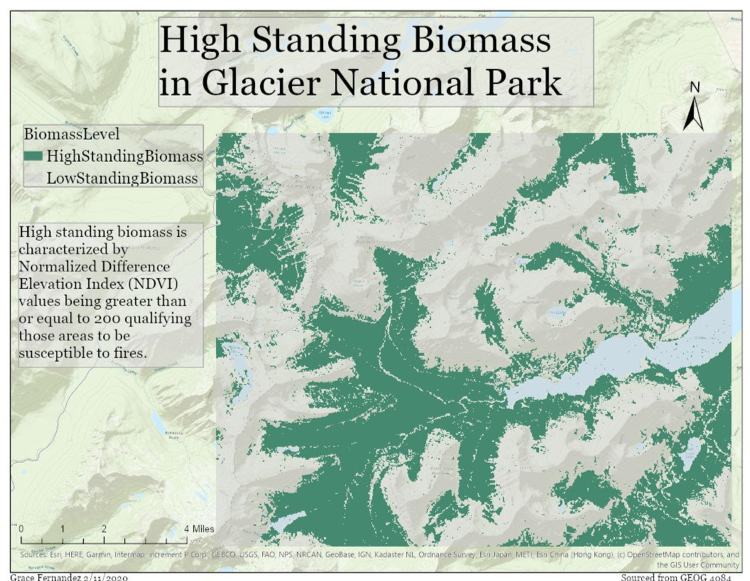 High Standing Biomass
in Glacier National Park
N
BiomassLevel
HighStandingBiomass
LowStandingBiomass
High standing biomass is
characterized by
Normalized Difference
Elevation Index (NDVI)
values being greater than
or equal to 200 qualifying
those areas to be
susceptible to fires.
0 1 2 4 Miles
Sources: Esri, HERE, Garmin, Intermap, increment P Corp., GEBCO, USGS, FAO, NPS, NRCAN, GeoBase, IGN, Kadaster NL, Ordnance Survey, Esri Japan, METI, Esri China (Hong Kong), (c) OpenStreetMap contributors, and
the GIS User Community
Grace Fernandez 2/11/2020
Sourced from GEOG 4084